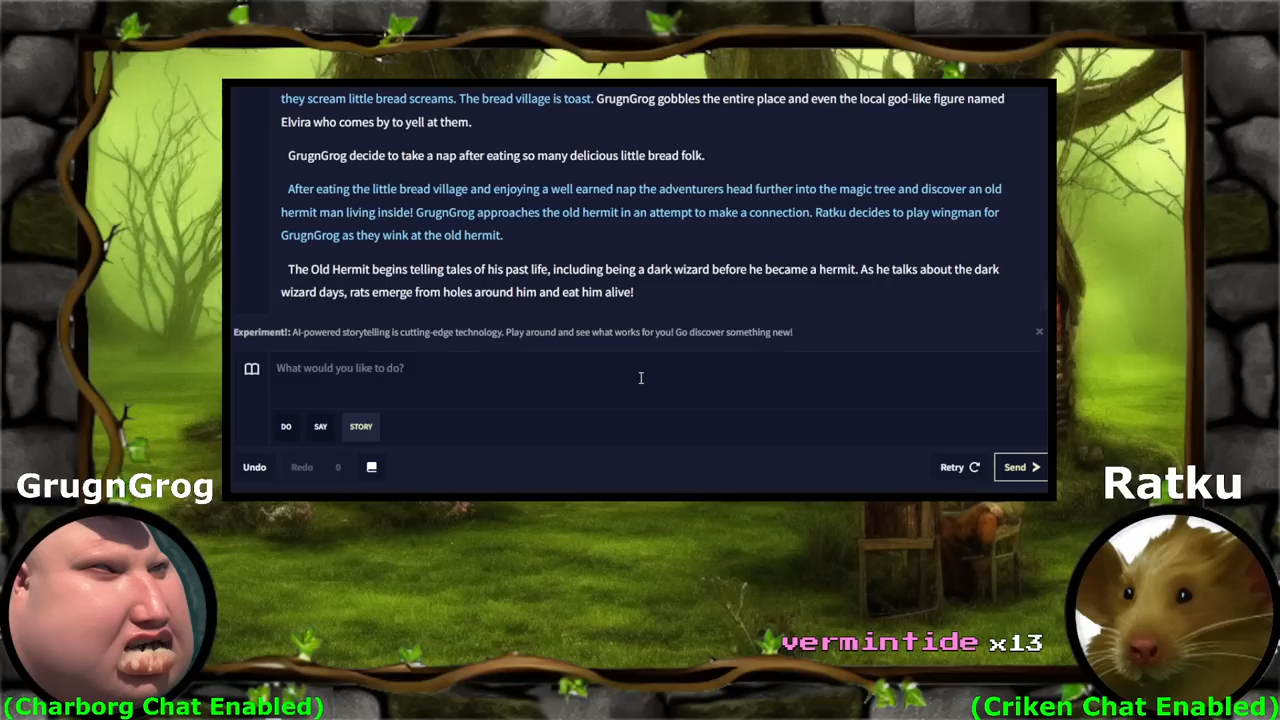 they scream little bread screams. The bread village is toast. GrugnGrog gobbles the entire place and even the local god-like figure named
Elvira who comes by to yell at them.
GrugnGrog decide to take a nap after eating so many delicious little bread folk.
After eating the little bread village and enjoying a well earned nap the adventurers head further into the magic tree and discover an old
hermit man living inside! GrugnGrog approaches the old hermit in an attempt to make a connection. Ratku decides to play wingman for
GrugnGrog as they wink at the old hermit.
The Old Hermit begins telling tales of his past life, including being a dark wizard before he became a hermit. As he talks about the dark
wizard days, rats emerge from holes around him and eat him alive!
Experiment!: AI-powered storytelling is cutting-edge technology. Play around and see what works for you! Go discover something new!
What would you like to do?
DO SAY STORY
Undo Redo 0 Retry Send
GrugnGrog Ratku
vermintide x13
(Charborg Chat Enabled) (Criken Chat Enabled)